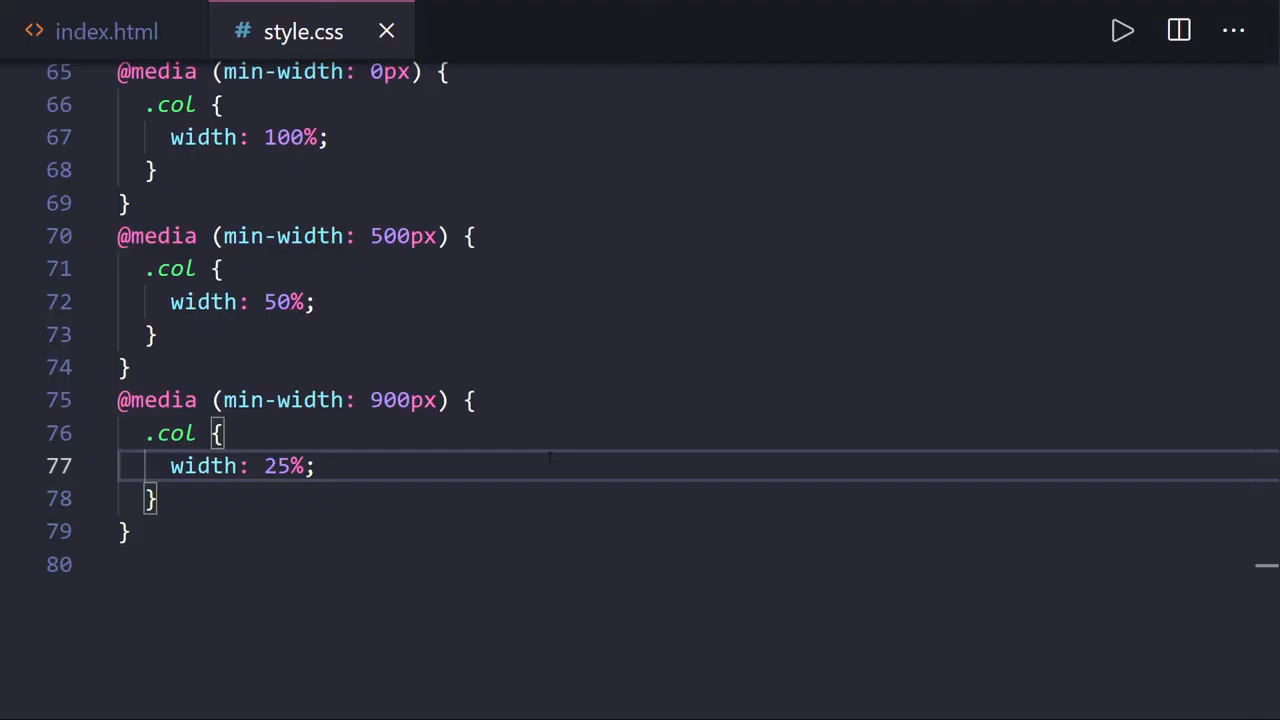 <> index.html # style.css ×
65 @media (min-width: 0px) {
66   .col {
67     width: 100%;
68   }
69 }
70 @media (min-width: 500px) {
71   .col {
72     width: 50%;
73   }
74 }
75 @media (min-width: 900px) {
76   .col {
77     width: 25%;
78   }
79 }
80